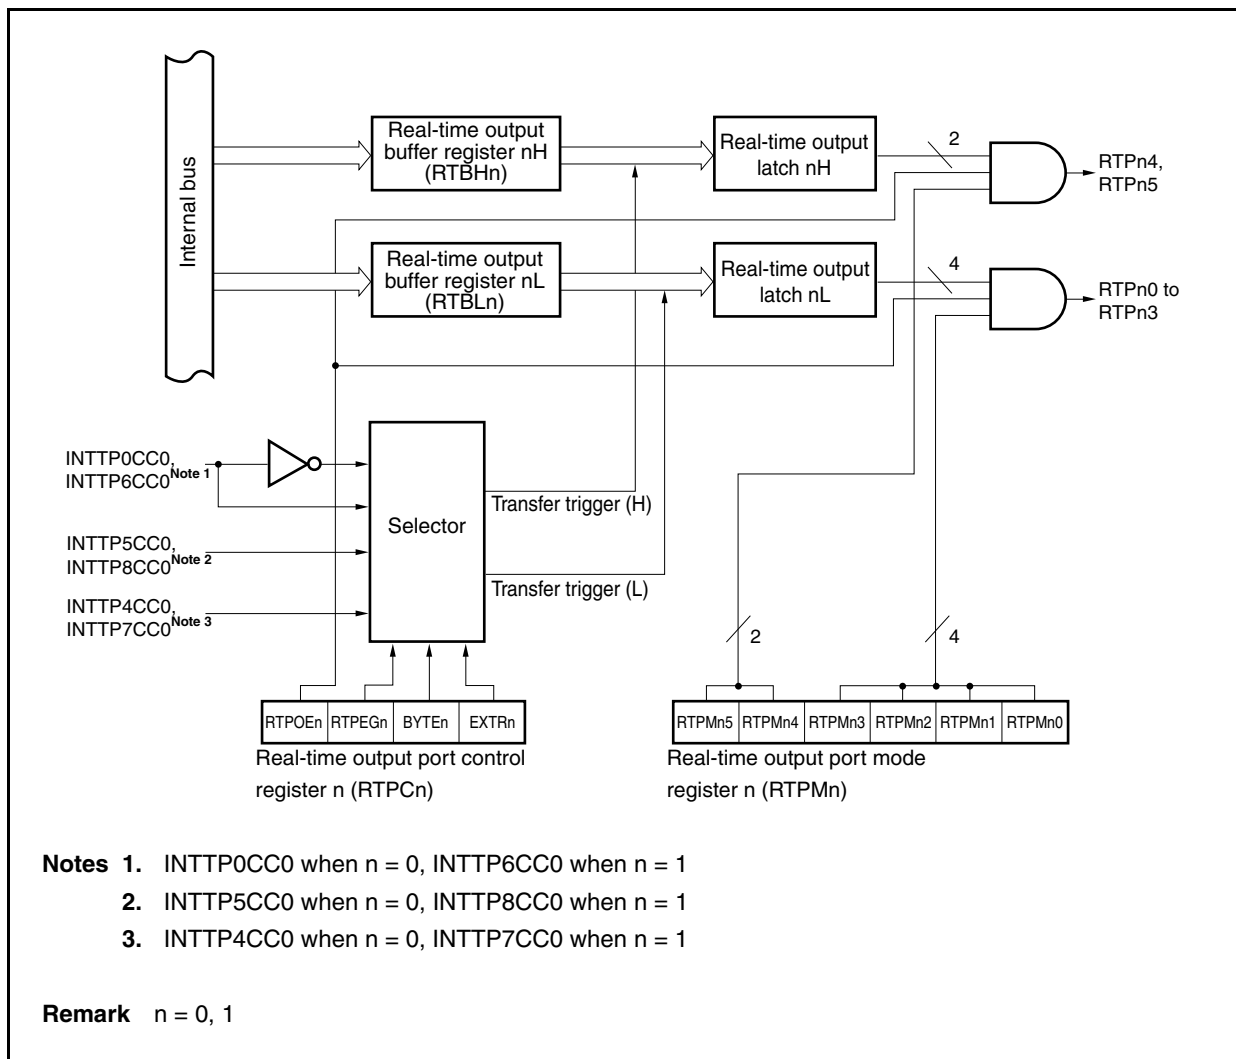 Internal bus
Real-time output
buffer register nH
(RTBHn)
Real-time output
latch nH
2
RTPn4,
RTPn5
Real-time output
buffer register nL
(RTBLn)
Real-time output
latch nL
4
RTPn0 to
RTPn3
INTTP0CC0,
INTTP6CC0Note 1
INTTP5CC0,
INTTP8CC0Note 2
INTTP4CC0,
INTTP7CC0Note 3
Selector
Transfer trigger (H)
Transfer trigger (L)
2
4
RTPOEn RTPEGn BYTEn EXTRn
Real-time output port control
register n (RTPCn)
RTPMn5 RTPMn4 RTPMn3 RTPMn2 RTPMn1 RTPMn0
Real-time output port mode
register n (RTPMn)
Notes 1. INTTP0CC0 when n = 0, INTTP6CC0 when n = 1
2. INTTP5CC0 when n = 0, INTTP8CC0 when n = 1
3. INTTP4CC0 when n = 0, INTTP7CC0 when n = 1
Remark n = 0, 1